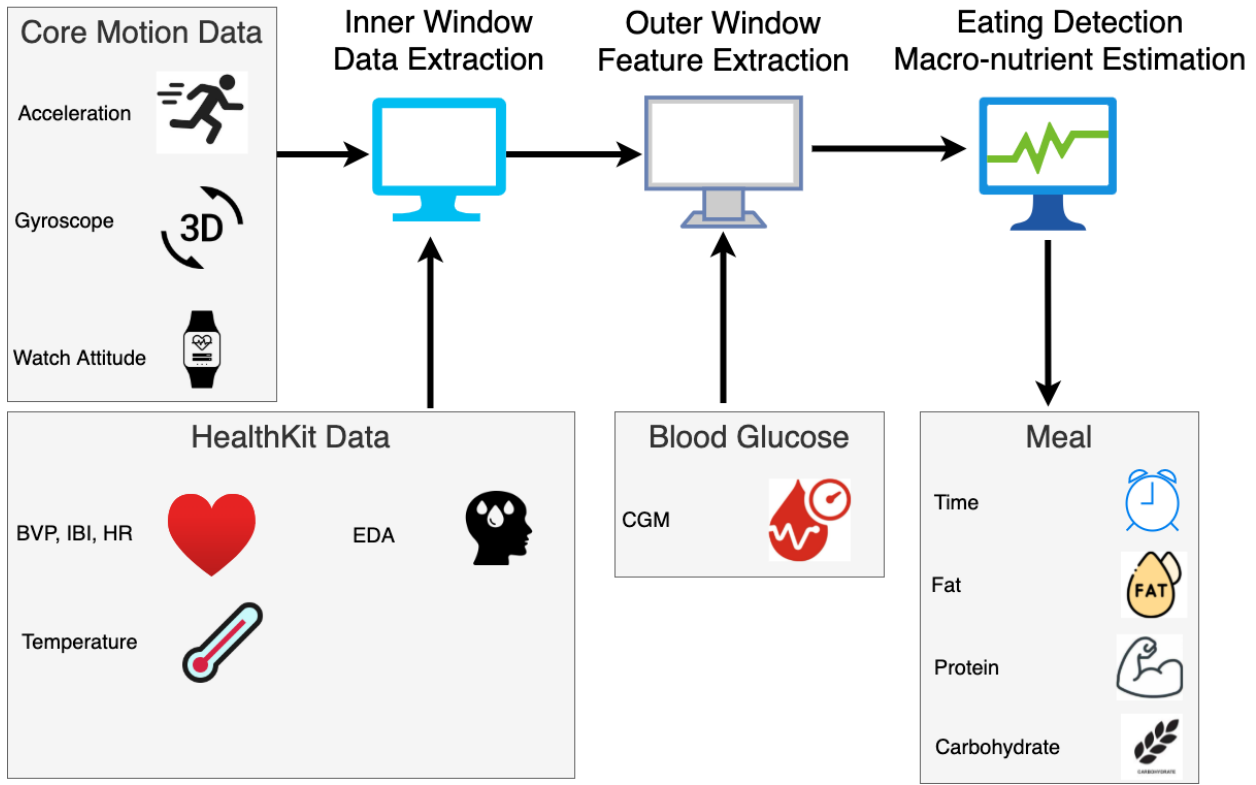 Core Motion Data
Acceleration
Gyroscope
3D
Watch Attitude
Inner Window
Data Extraction
Outer Window
Feature Extraction
Eating Detection
Macro-nutrient Estimation
HealthKit Data
BVP, IBI, HR
EDA
Temperature
Blood Glucose
CGM
Meal
Time
Fat
FAT
Protein
Carbohydrate
CARBOHYDRATE